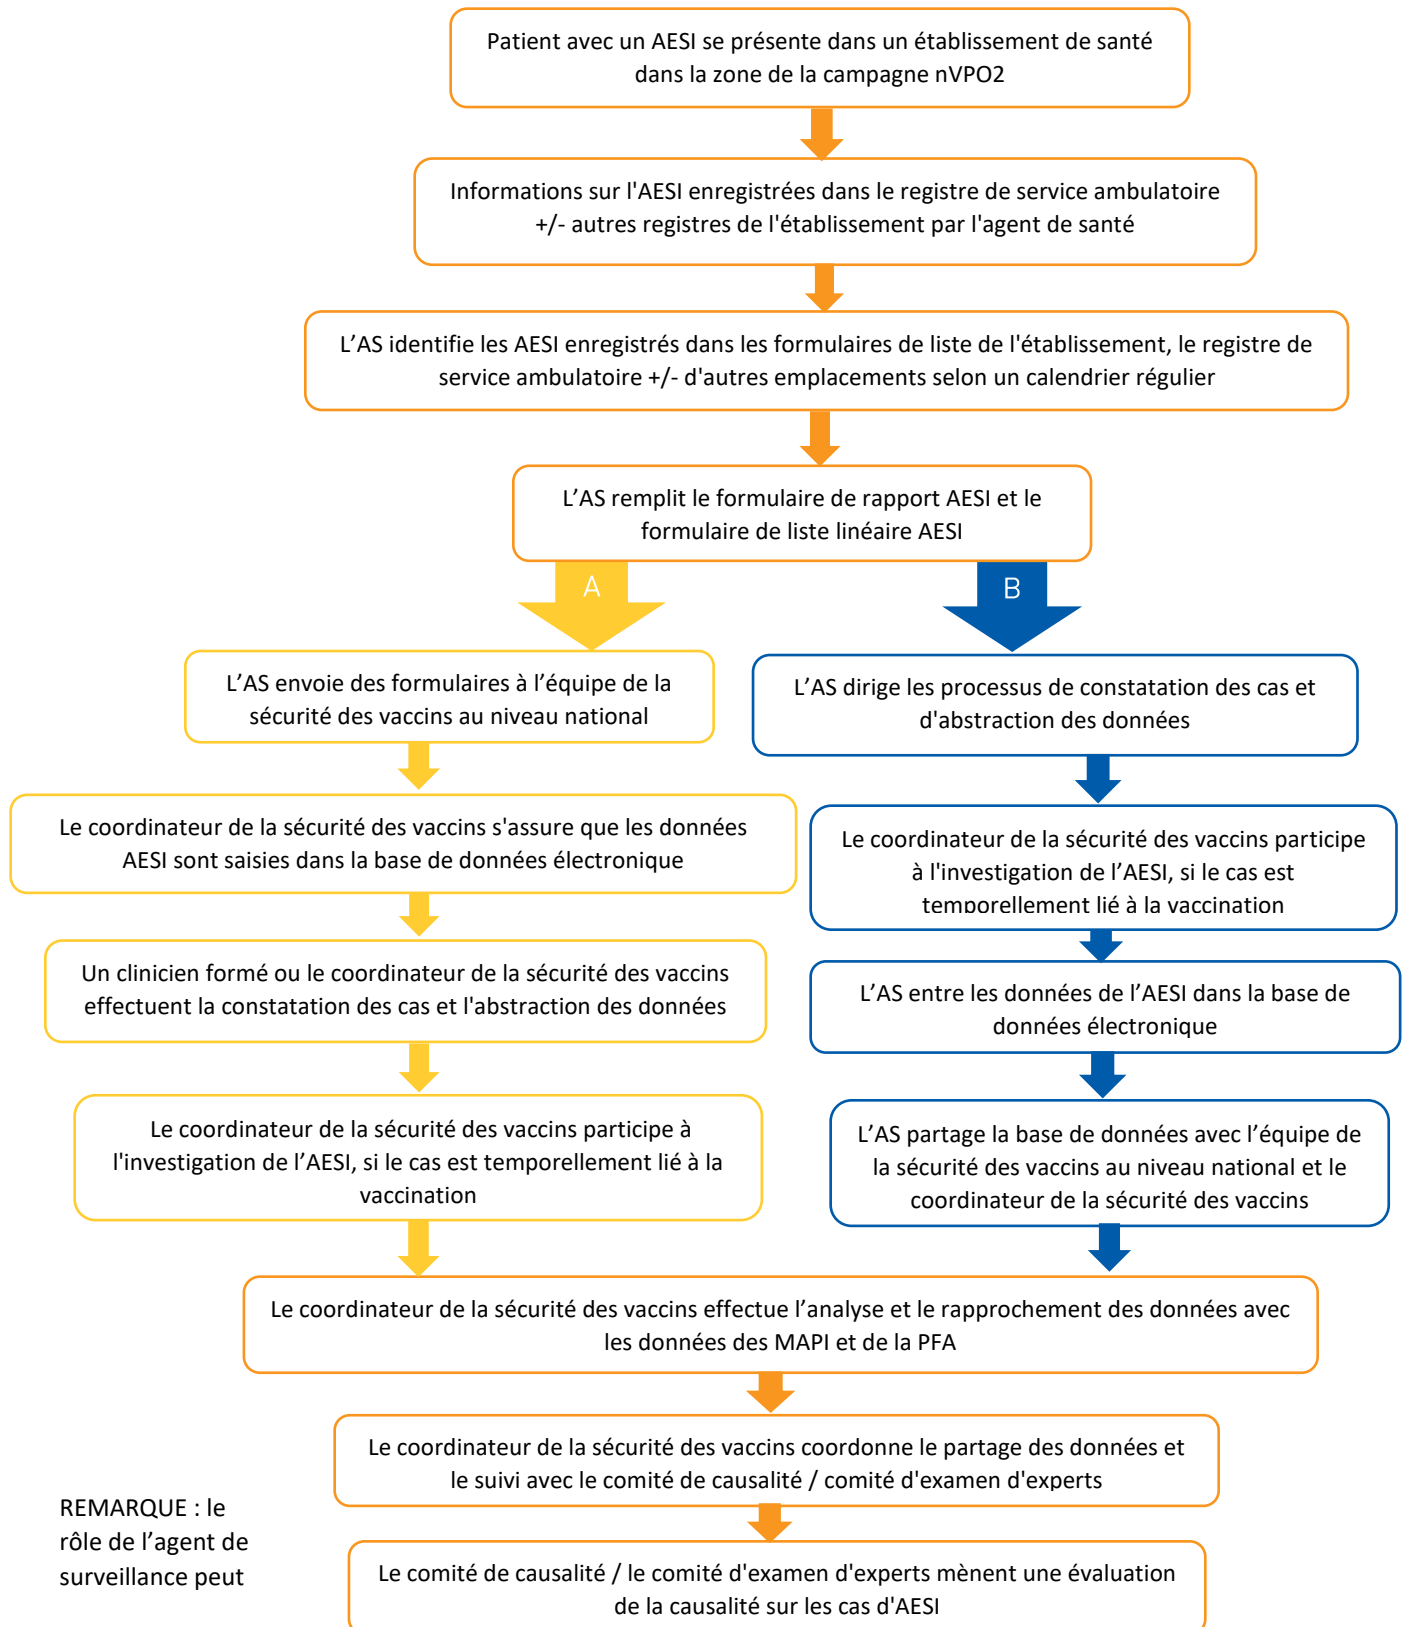 Patient avec un AESI se présente dans un établissement de santé
dans la zone de la campagne nVPO2
Informations sur l'AESI enregistrées dans le registre de service ambulatoire
+/- autres registres de l'établissement par l'agent de santé
L’AS identifie les AESI enregistrés dans les formulaires de liste de l'établissement, le registre de
service ambulatoire +/- d'autres emplacements selon un calendrier régulier
L’AS remplit le formulaire de rapport AESI et le
formulaire de liste linéaire AESI
A
L’AS envoie des formulaires à l’équipe de la
sécurité des vaccins au niveau national
Le coordinateur de la sécurité des vaccins s'assure que les données
AESI sont saisies dans la base de données électronique
Un clinicien formé ou le coordinateur de la sécurité des vaccins
effectuent la constatation des cas et l'abstraction des données
Le coordinateur de la sécurité des vaccins participe à
l'investigation de l’AESI, si le cas est temporellement lié à la
vaccination
B
L’AS dirige les processus de constatation des cas et
d'abstraction des données
Le coordinateur de la sécurité des vaccins participe
à l'investigation de l’AESI, si le cas est
temporellement lié à la vaccination
L’AS entre les données de l’AESI dans la base de
données électronique
L’AS partage la base de données avec l’équipe de
la sécurité des vaccins au niveau national et le
coordinateur de la sécurité des vaccins
Le coordinateur de la sécurité des vaccins effectue l’analyse et le rapprochement des données avec
les données des MAPI et de la PFA
Le coordinateur de la sécurité des vaccins coordonne le partage des données et
le suivi avec le comité de causalité / comité d'examen d'experts
Le comité de causalité / le comité d'examen d'experts mènent une évaluation
de la causalité sur les cas d'AESI
REMARQUE : le
rôle de l’agent de
surveillance peut